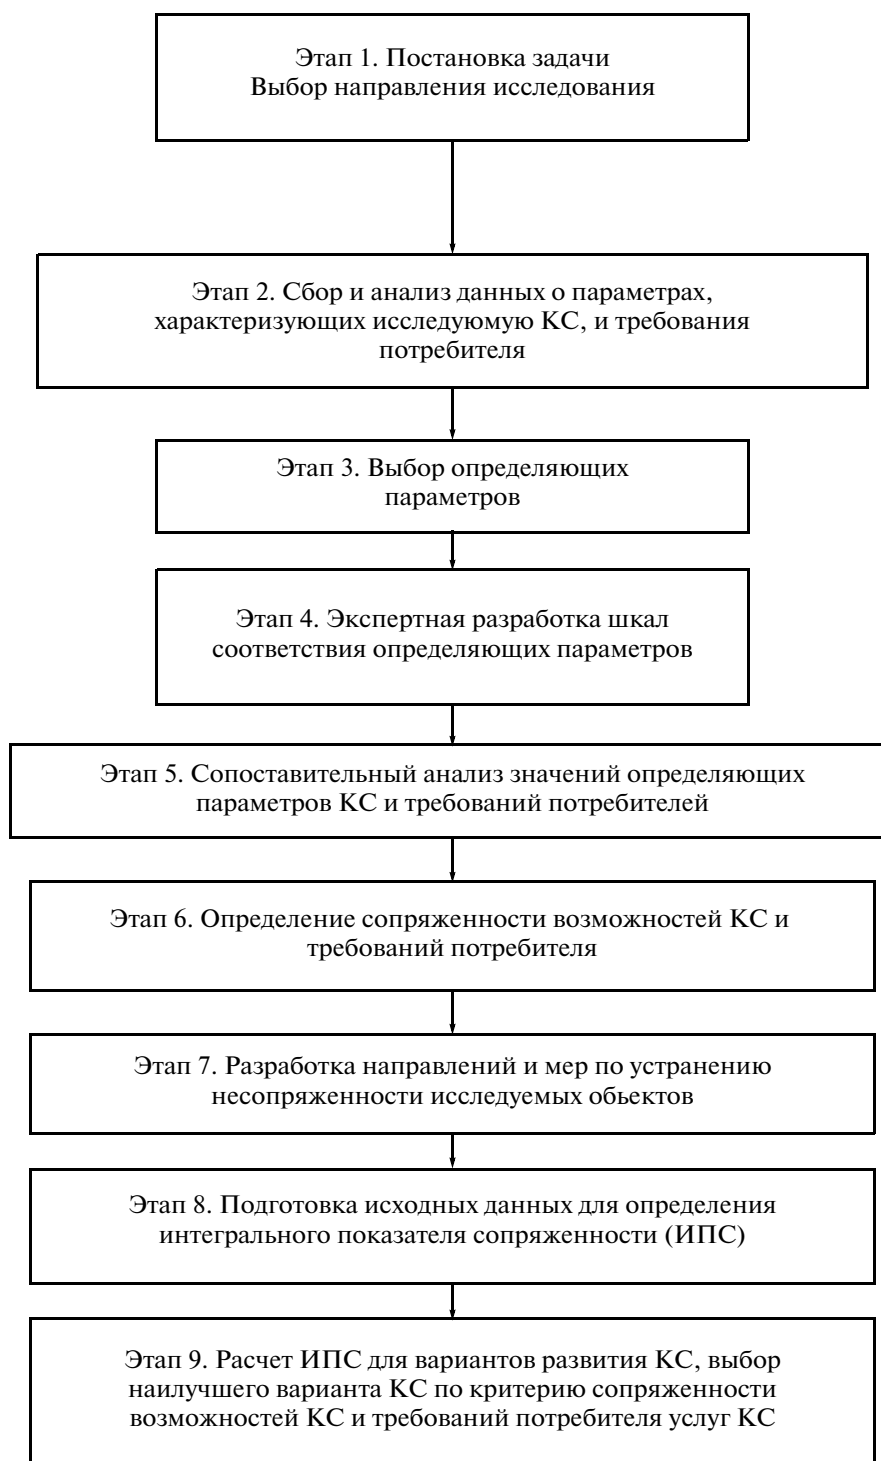 Этап 1. Постановка задачи
Выбор направления исследования
Этап 2. Сбор и анализ данных о параметрах,
характеризующих исследуюмую КС, и требования
потребителя
Этап 3. Выбор определяющих
параметров
Этап 4. Экспертная разработка шкал
соответствия определяющих параметров
Этап 5. Сопоставительный анализ значений определяющих
параметров КС и требований потребителей
Этап 6. Определение сопряженности возможностей КС и
требований потребителя
Этап 7. Разработка направлений и мер по устранению
несопряженности исследуемых обьектов
Этап 8. Подготовка исходных данных для определения
интегрального показателя сопряженности (ИПС)
Этап 9. Расчет ИПС для вариантов развития КС, выбор
наилучшего варианта КС по критерию сопряженности
возможностей КС и требований потребителя услуг КС